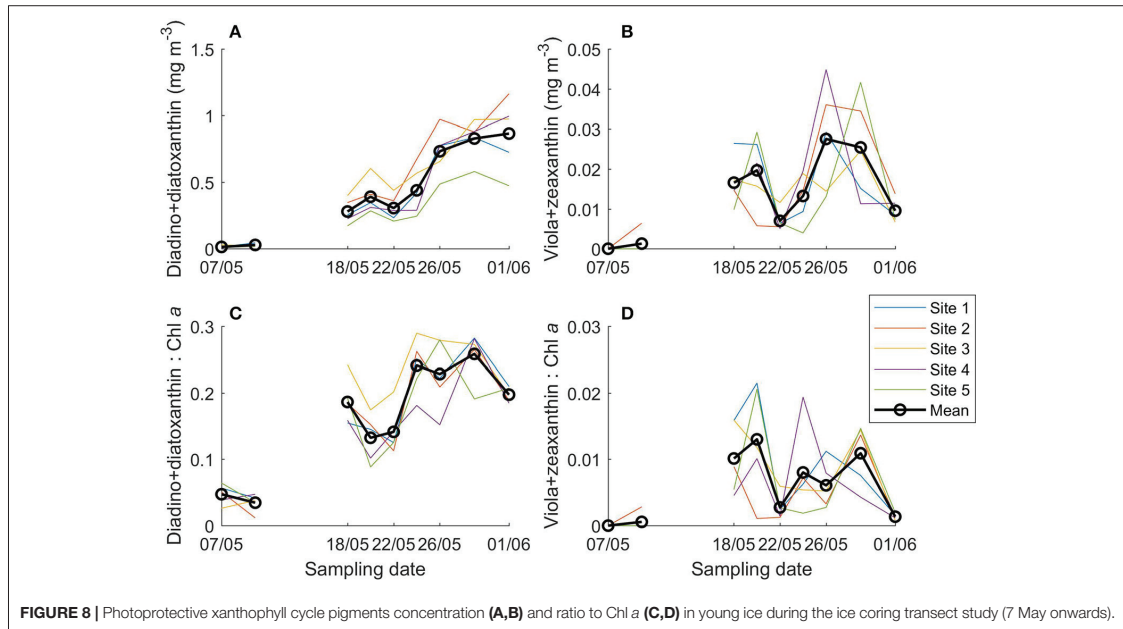 A
Diadino+diatoxanthin (mg m⁻³)
1.5
1
0.5
0
07/05
18/05
22/05
26/05
01/06
B
Viola+zeaxanthin (mg m⁻³)
0.05
0.04
0.03
0.02
0.01
0
07/05
18/05
22/05
26/05
01/06
C
Diadino+diatoxanthin : Chl a
0.3
0.2
0.1
0
07/05
18/05
22/05
26/05
01/06
Sampling date
D
Viola+zeaxanthin : Chl a
0.03
0.02
0.01
0
07/05
18/05
22/05
26/05
01/06
Sampling date
Site 1
Site 2
Site 3
Site 4
Site 5
Mean
FIGURE 8 | Photoprotective xanthophyll cycle pigments concentration (A,B) and ratio to Chl a (C,D) in young ice during the ice coring transect study (7 May onwards).